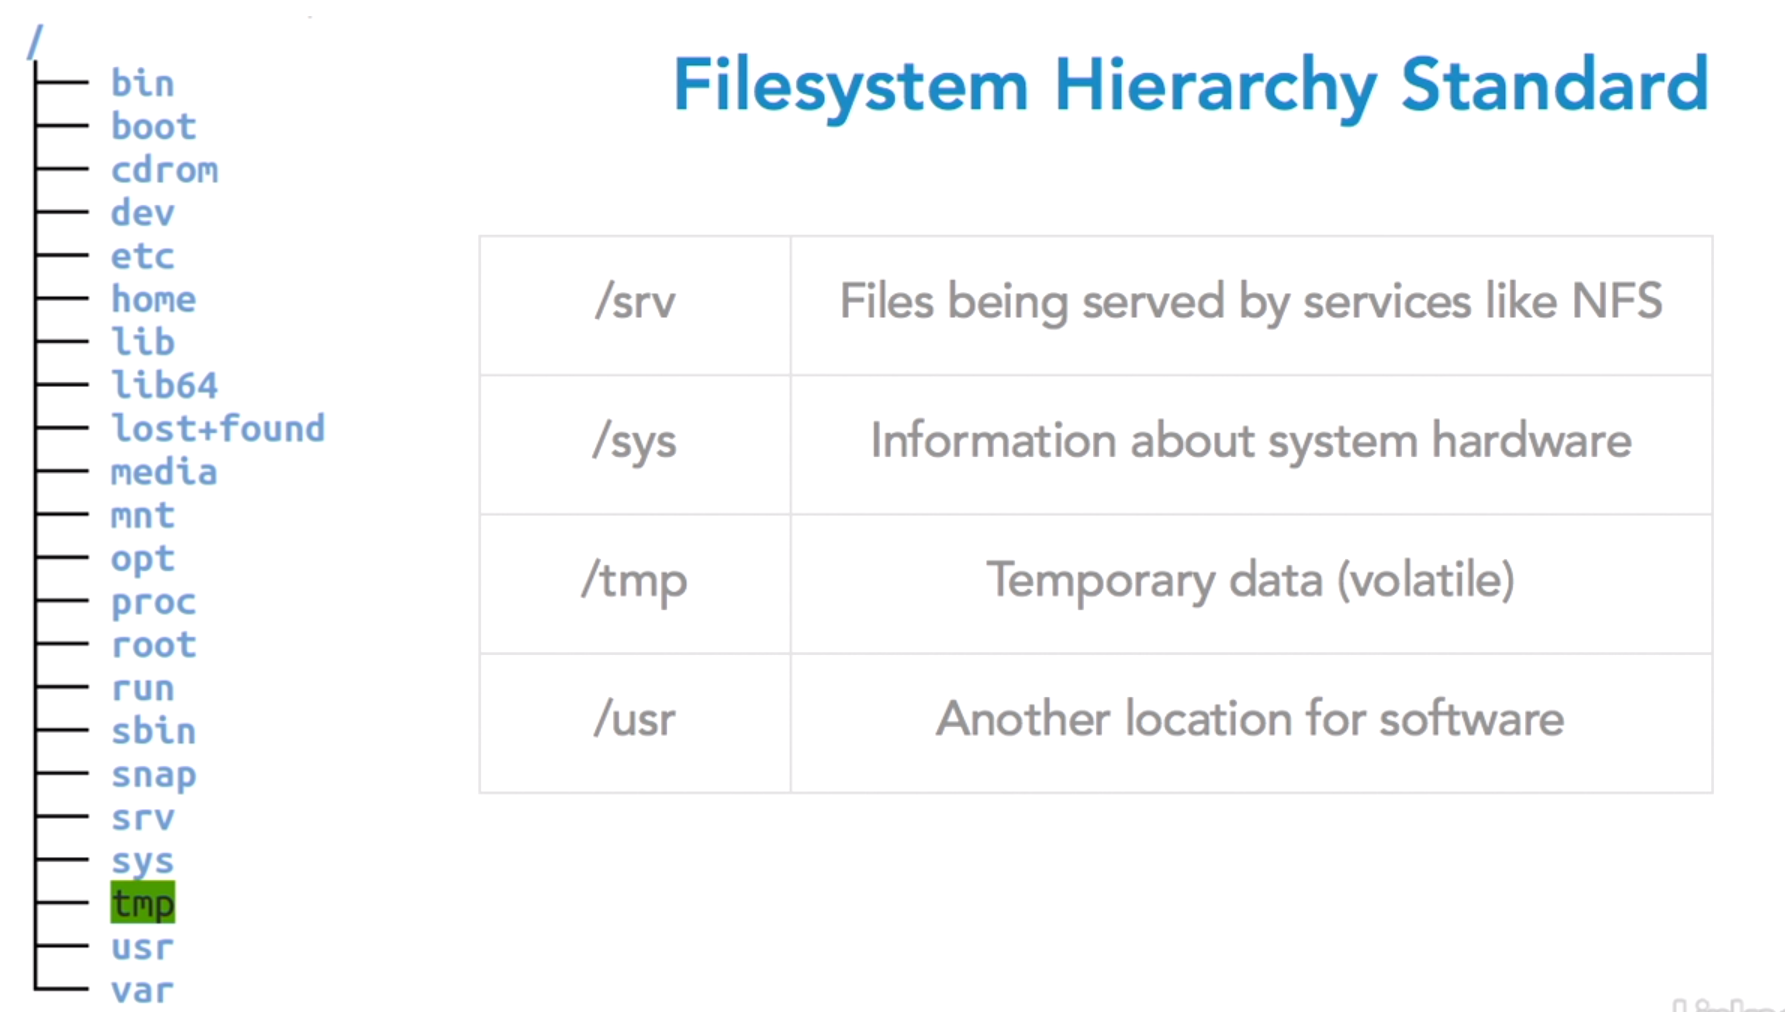 /
bin
boot
cdrom
dev
etc
home
lib
lib64
lost+found
media
mnt
opt
proc
root
run
sbin
snap
srv
sys
tmp
usr
var
Filesystem Hierarchy Standard
/srv Files being served by services like NFS
/sys Information about system hardware
/tmp Temporary data (volatile)
/usr Another location for software